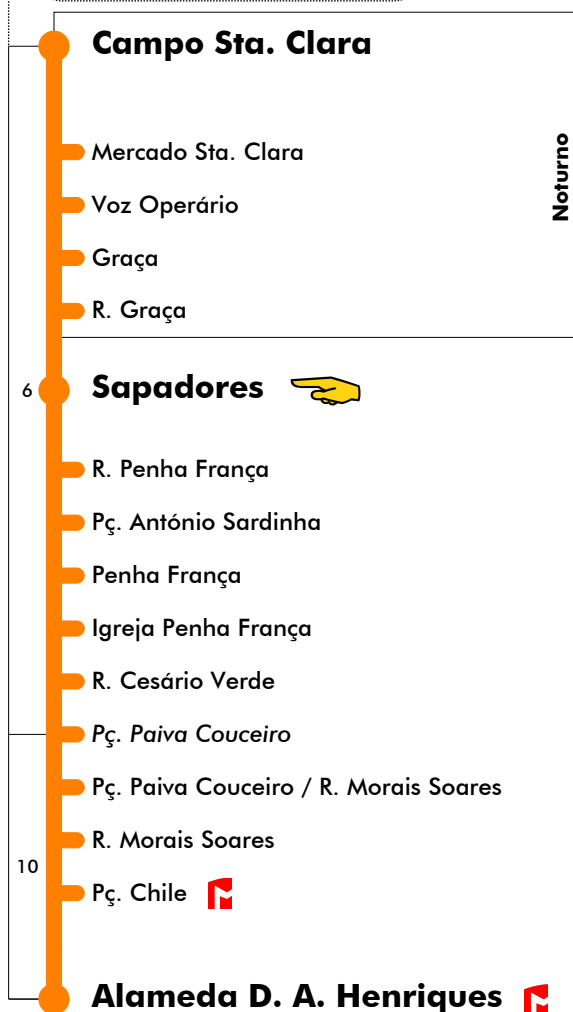 Campo Sta. Clara
Mercado Sta. Clara
Noturno
Voz Operário
Graça
R. Graça
6
Sapadores
R. Penha França
Pç. António Sardinha
Penha França
Igreja Penha França
R. Cesário Verde
Pç. Paiva Couceiro
Pç. Paiva Couceiro / R. Morais Soares
R. Morais Soares
10
Pç. Chile
Alameda D. A. Henriques